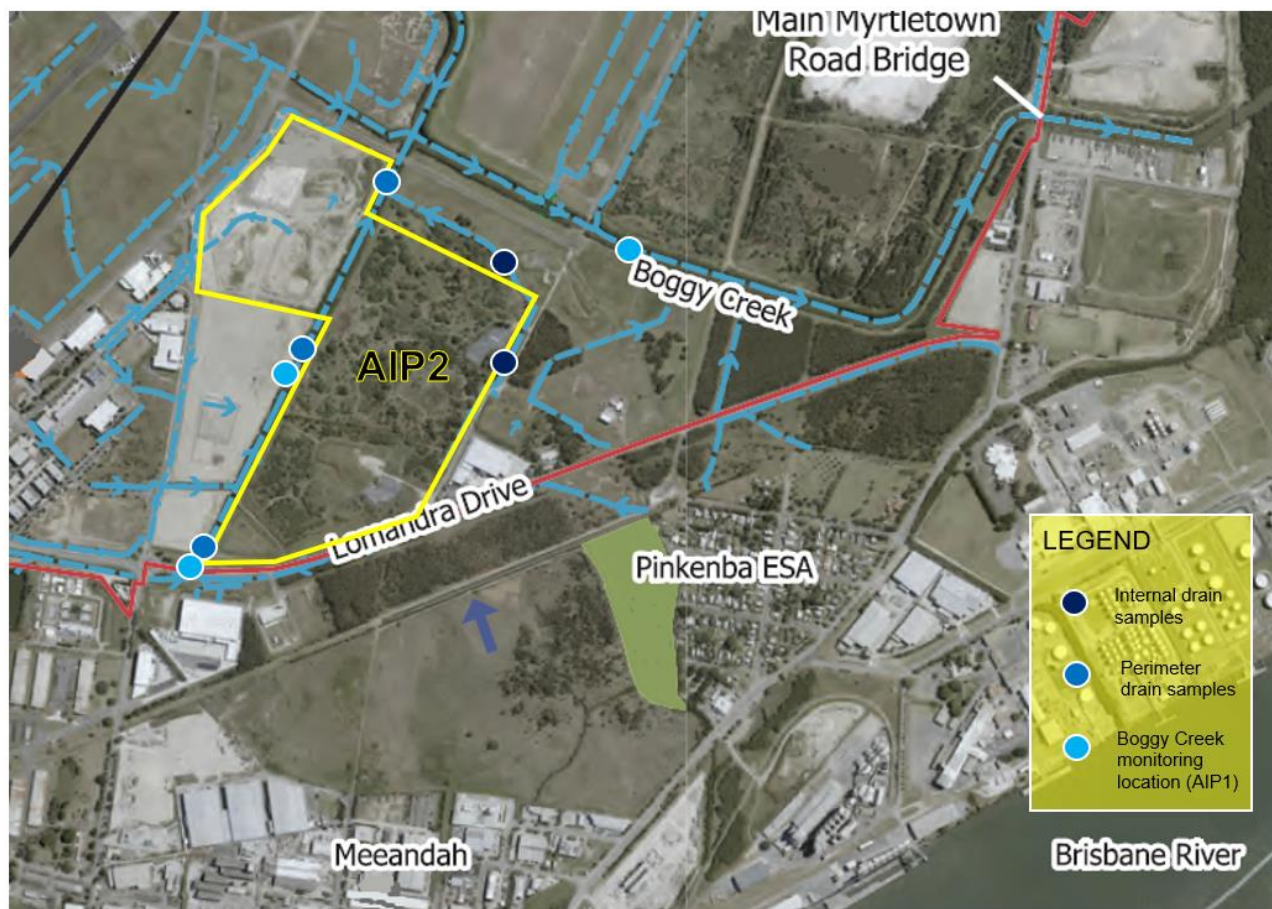 Main Myrtletown
Road Bridge
Boggy Creek
AIP2
Lomandra Drive
Pinkenba ESA
LEGEND
Internal drain
samples
Perimeter
drain samples
Boggy Creek
monitoring
location (AIP1)
Meeandah
Brisbane River